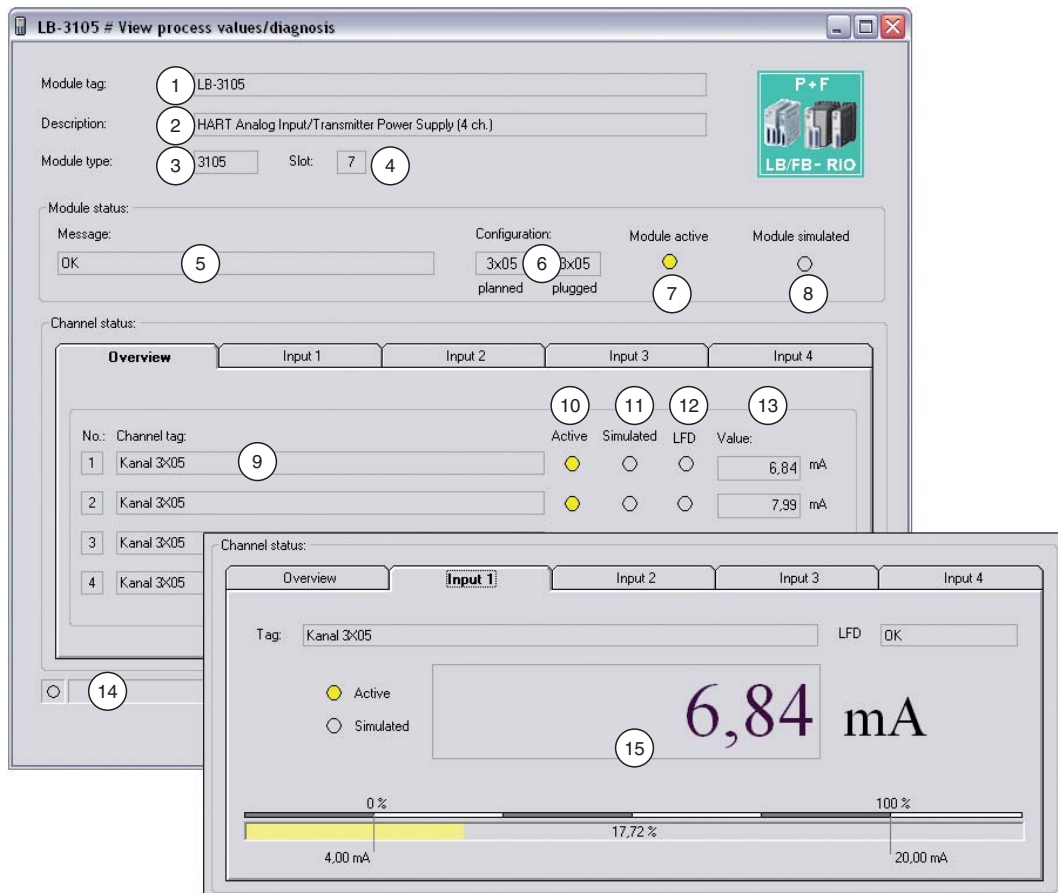 LB-3105 # View process values/diagnosis
Module tag: 1 LB-3105
P+F
LB/FB - RIO
Description: 2 HART Analog Input/Transmitter Power Supply (4 ch.)
Module type: 3 3105 Slot: 7 4
Module status:
Message: Configuration: Module active Module simulated
OK 5 3x05 6 3x05
planned plugged 7 8
Channel status:
Overview Input 1 Input 2 Input 3 Input 4
10 11 12 13
No.: Channel tag: Active Simulated LFD Value:
1 Kanal 3X05 9 6,84 mA
2 Kanal 3X05 7,99 mA
3 Kanal 3X05
4 Kanal 3X05
14
Channel status:
Overview Input 1 Input 2 Input 3 Input 4
Tag: Kanal 3X05 LFD OK
Active
Simulated
6,84 mA
15
0 % 100 %
17,72 %
4,00 mA 20,00 mA